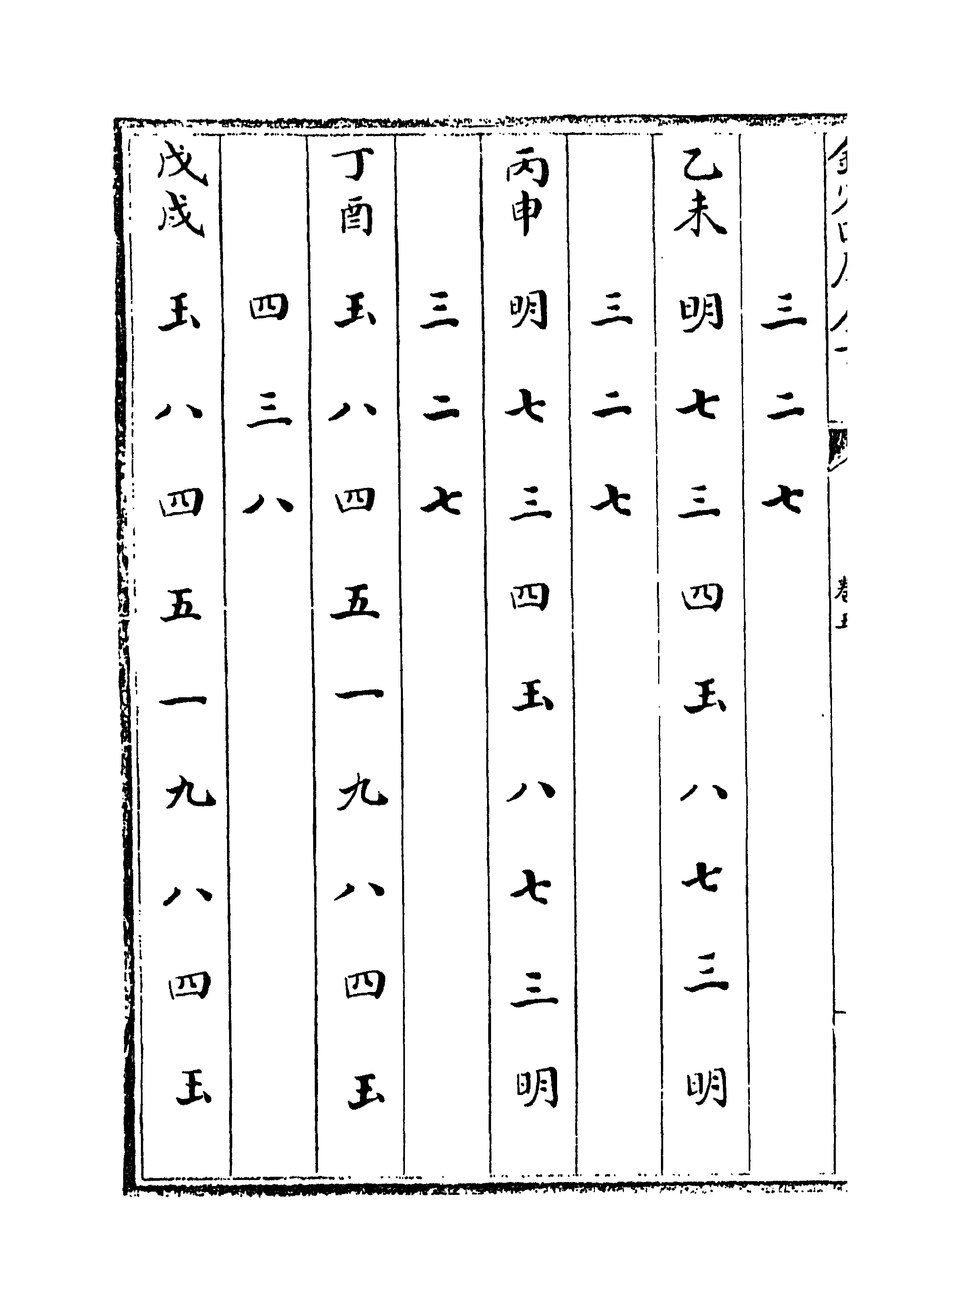 卷五
三二七
乙未明七三四玉八七三明
三二七
丙申明七三四玉八七三明
三二七
丁酉玉八四五一九八四玉
四三八
戊戌玉八四五一九八四玉